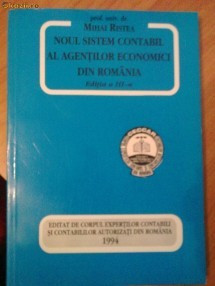 prof. univ. dr.
MIHAI RISTEA
NOUL SISTEM CONTABIL
AL AGENȚILOR ECONOMICI
DIN ROMÂNIA
Ediția a III-a
EDITAT DE CORPUL EXPERȚILOR CONTABILI
ȘI CONTABILILOR AUTORIZAȚI DIN ROMÂNIA
1994